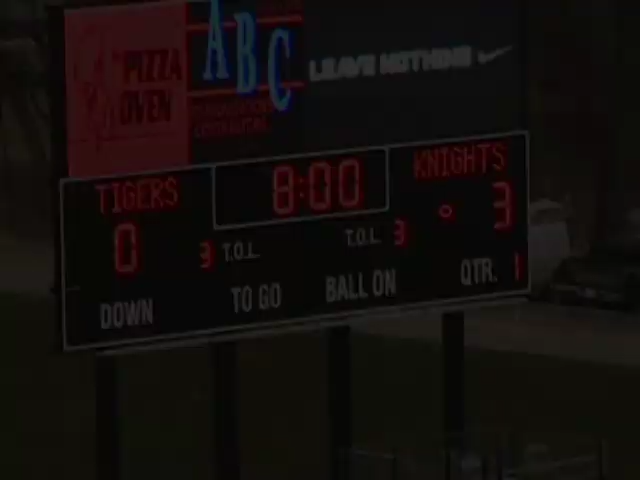 PIZZA
OVEN
ABC
LEAVE NOTHING
TIGERS
8:00
KNIGHTS
0
3 T.O.L.
T.O.L. 3
3
DOWN
TO GO
BALL ON
QTR. 1